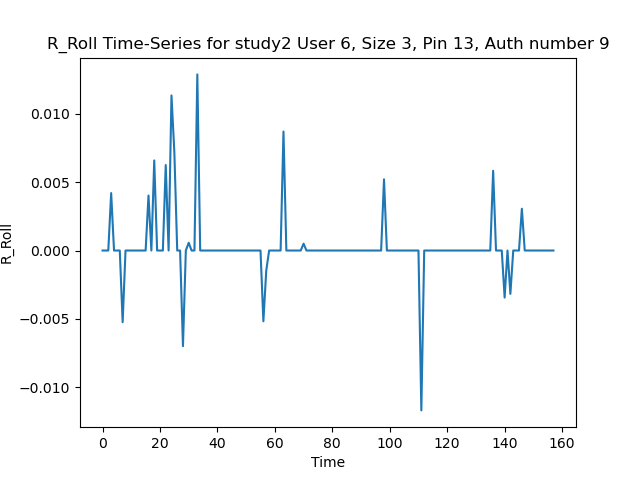 R_Roll Time-Series for study2 User 6, Size 3, Pin 13, Auth number 9
0.010
0.005
0.000
−0.005
−0.010
R_Roll
0 20 40 60 80 100 120 140 160
Time